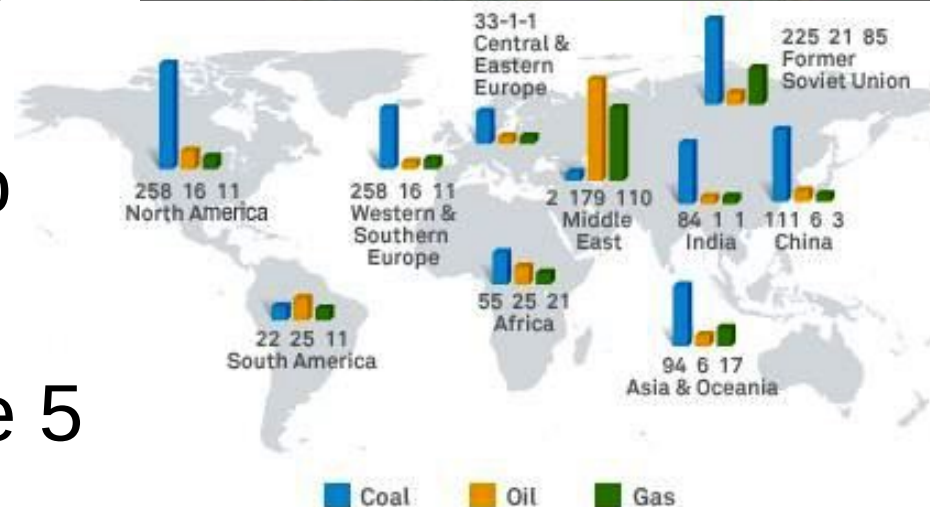 33-1-1
Central &
Eastern
Europe
225 21 85
Former
Soviet Union
258 16 11
North America
258 16 11
Western &
Southern
Europe
2 179 110
Middle
East
84 1 1
India
111 6 3
China
55 25 21
Africa
22 25 11
South America
94 6 17
Asia & Oceania
e 5
Coal
Oil
Gas